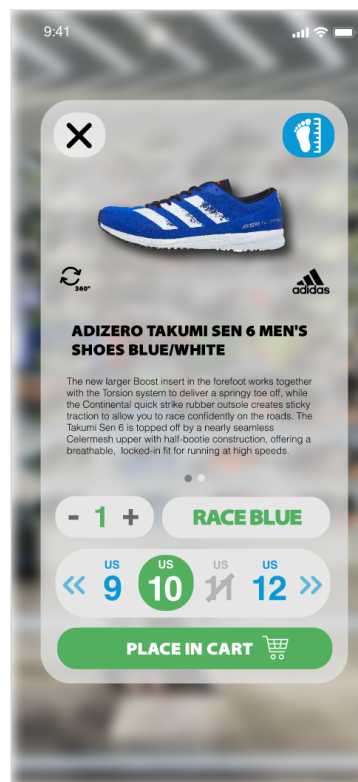 9:41
360°
adidas
ADIZERO TAKUMI SEN 6 MEN'S
SHOES BLUE/WHITE
The new larger Boost insert in the forefoot works together
with the Torsion system to deliver a springy toe off, while
the Continental quick strike rubber outsole creates sticky
traction to allow you to race confidently on the roads. The
Takumi Sen 6 is topped off by a nearly seamless
Celermesh upper with half-bootie construction, offering a
breathable, locked-in fit for running at high speeds.
- 1 + RACE BLUE
US US US US
9 10 11 12
PLACE IN CART